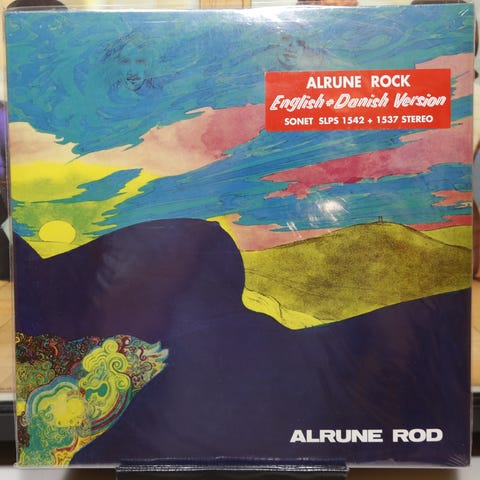 ALRUNE ROCK
English + Danish Version
SONET SLPS 1542 + 1537 STEREO
ALRUNE ROD